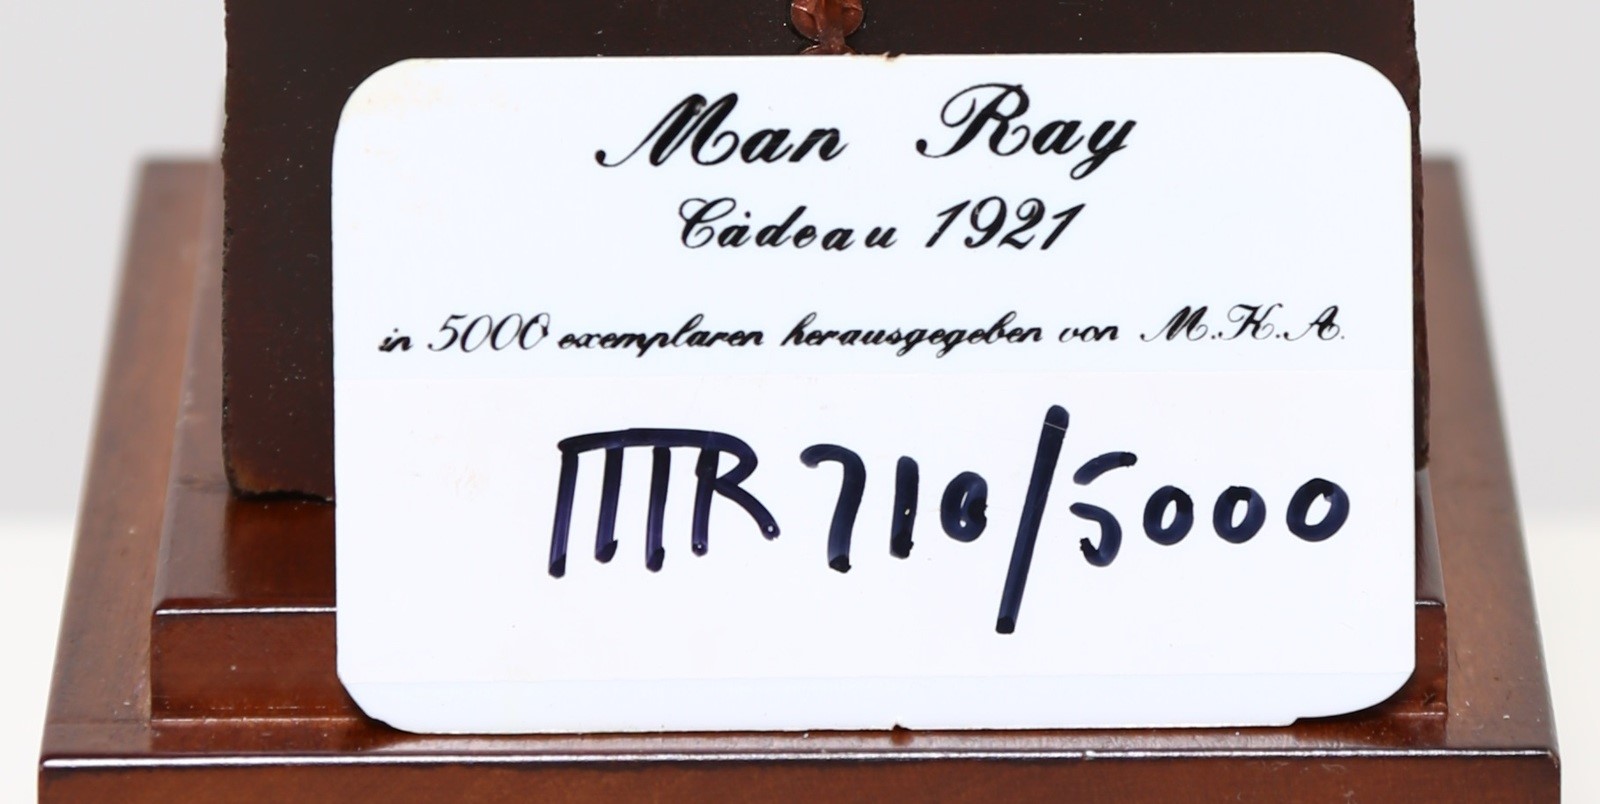 Man Ray
Cadeau 1921
in 5000 exemplaren herausgegeben von M.K.A.
MR 710/5000